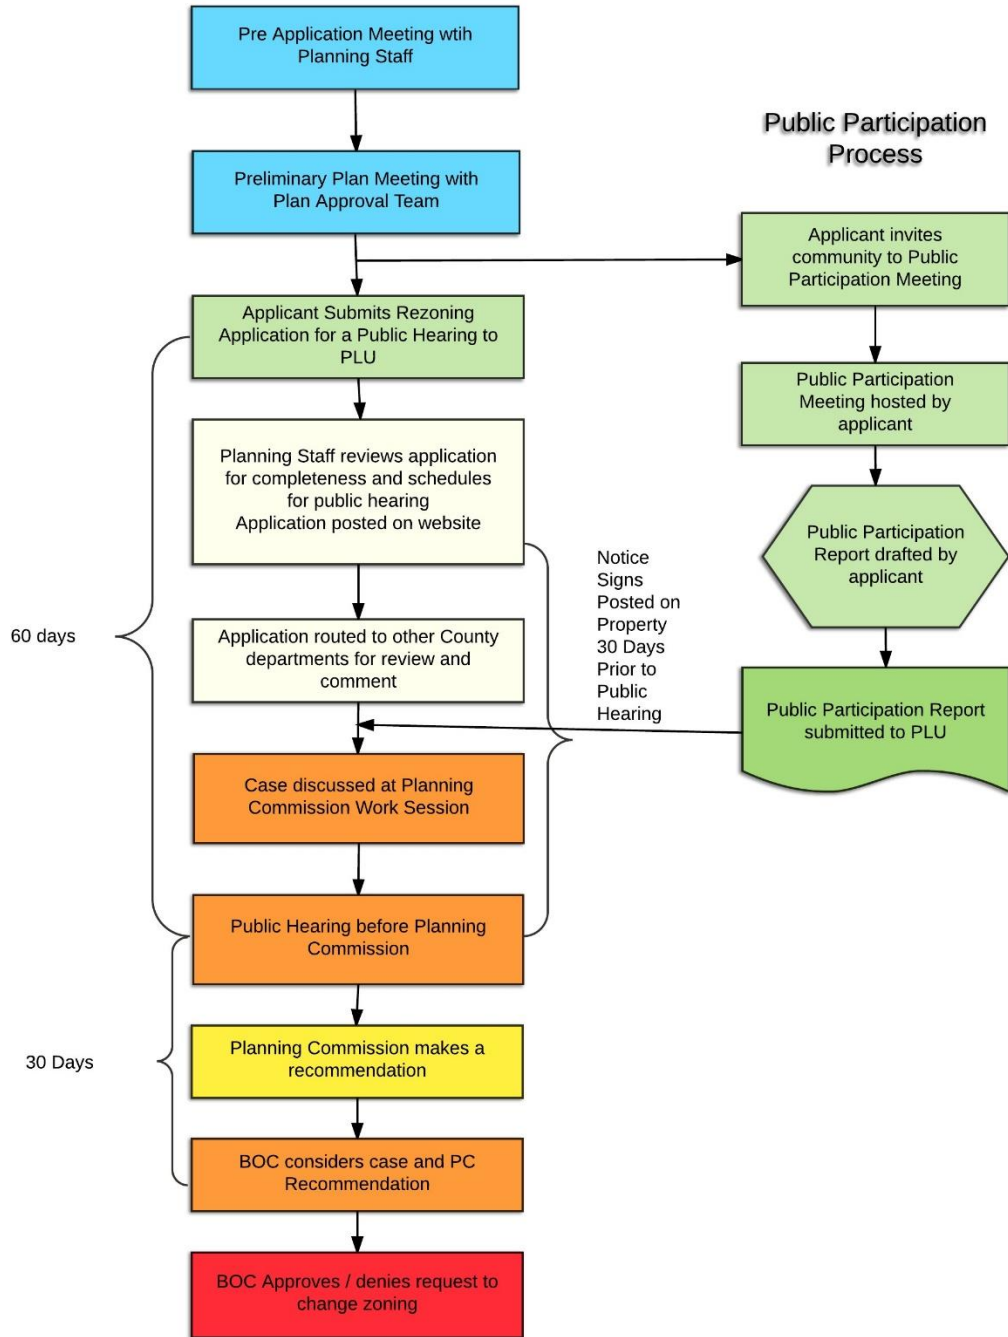 Pre Application Meeting wtih
Planning Staff
Preliminary Plan Meeting with
Plan Approval Team
Applicant Submits Rezoning
Application for a Public Hearing to
PLU
Planning Staff reviews application
for completeness and schedules
for public hearing
Application posted on website
Application routed to other County
departments for review and
comment
Case discussed at Planning
Commission Work Session
Public Hearing before Planning
Commission
Planning Commission makes a
recommendation
BOC considers case and PC
Recommendation
BOC Approves / denies request to
change zoning
60 days
30 Days
Notice
Signs
Posted on
Property
30 Days
Prior to
Public
Hearing
Public Participation
Process
Applicant invites
community to Public
Participation Meeting
Public Participation
Meeting hosted by
applicant
Public Participation
Report drafted by
applicant
Public Participation Report
submitted to PLU